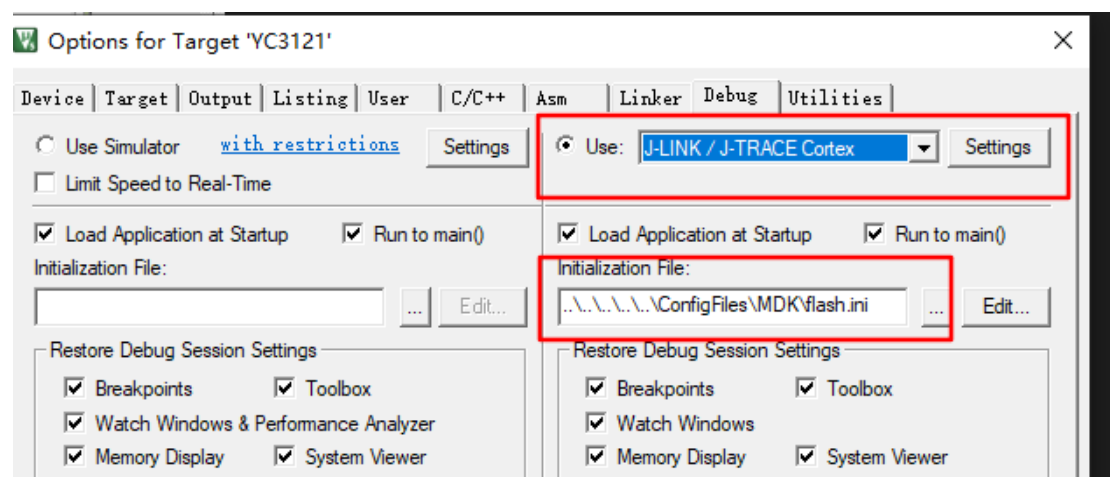 Options for Target 'YC3121'
Device Target Output Listing User C/C++ Asm Linker Debug Utilities
Use Simulator with restrictions Settings
Use: J-LINK / J-TRACE Cortex Settings
Limit Speed to Real-Time
Load Application at Startup Run to main()
Load Application at Startup Run to main()
Initialization File:
Initialization File:
... Edit...
..\..\..\..\..\ConfigFiles\MDK\flash.ini ... Edit...
Restore Debug Session Settings
Restore Debug Session Settings
Breakpoints Toolbox
Breakpoints Toolbox
Watch Windows & Performance Analyzer
Watch Windows
Memory Display System Viewer
Memory Display System Viewer